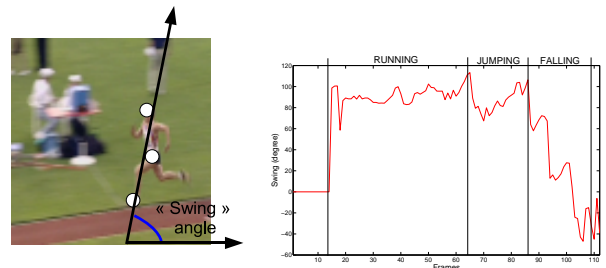 « Swing »
angle
RUNNING
JUMPING
FALLING
120
100
80
60
40
20
0
−20
−40
−60
Swing (degree)
10 20 30 40 50 60 70 80 90 100 110
Frames